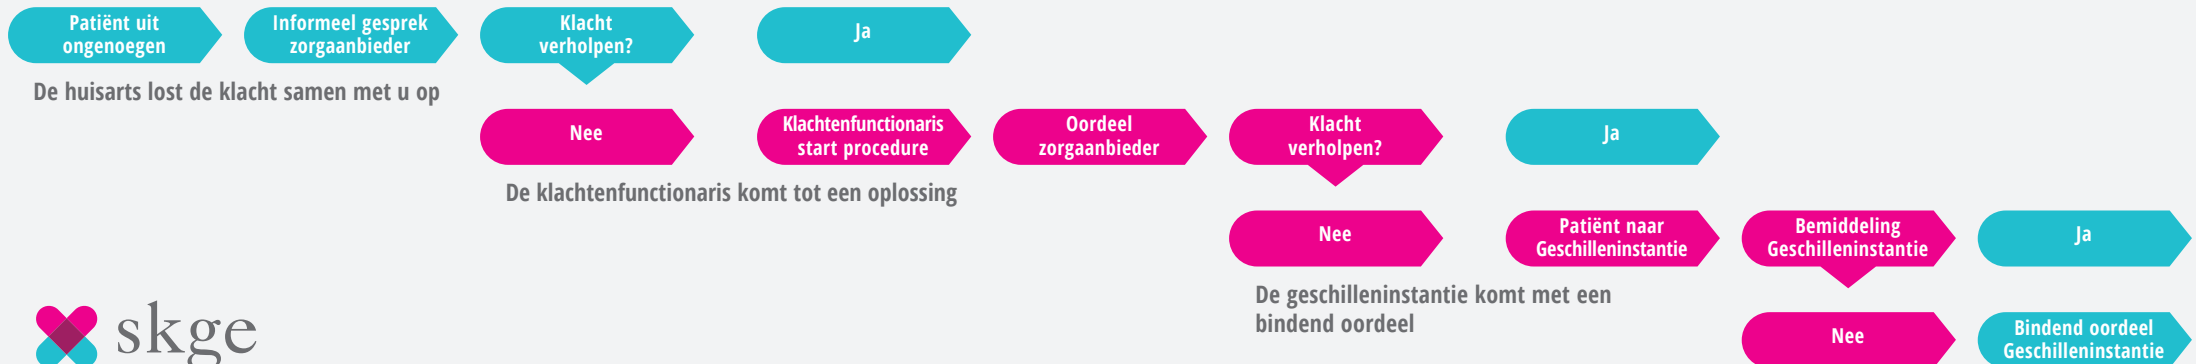 Patiënt uit
ongenoegen
Informeel gesprek
zorgaanbieder
Klacht
verholpen?
Ja
De huisarts lost de klacht samen met u op
Nee
Klachtenfunctionaris
start procedure
Oordeel
zorgaanbieder
Klacht
verholpen?
Ja
De klachtenfunctionaris komt tot een oplossing
Nee
Patiënt naar
Geschilleninstantie
Bemiddeling
Geschilleninstantie
Ja
De geschilleninstantie komt met een
bindend oordeel
Nee
Bindend oordeel
Geschilleninstantie
skge